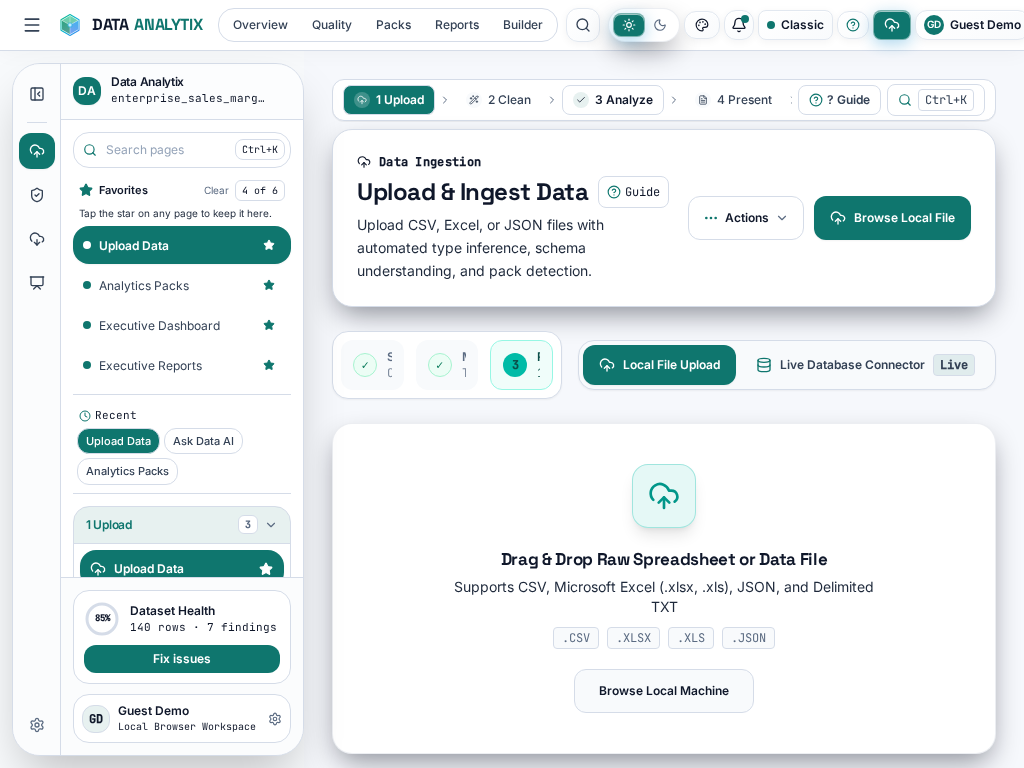 DATA ANALYTIX
Overview
Quality
Packs
Reports
Builder
Classic
GD
Guest Demo
DA
Data Analytix
enterprise_sales_marg…
Search pages
Ctrl+K
Favorites
Clear
4 of 6
Tap the star on any page to keep it here.
Upload Data
Analytics Packs
Executive Dashboard
Executive Reports
Recent
Upload Data
Ask Data AI
Analytics Packs
1 Upload
3
Upload Data
85%
Dataset Health
140 rows · 7 findings
Fix issues
GD
Guest Demo
Local Browser Workspace
1 Upload
2 Clean
3 Analyze
4 Present
? Guide
Ctrl+K
Data Ingestion
Upload & Ingest Data
Guide
Upload CSV, Excel, or JSON files with
automated type inference, schema
understanding, and pack detection.
Actions
Browse Local File
3
Local File Upload
Live Database Connector
Live
Drag & Drop Raw Spreadsheet or Data File
Supports CSV, Microsoft Excel (.xlsx, .xls), JSON, and Delimited
TXT
.CSV
.XLSX
.XLS
.JSON
Browse Local Machine